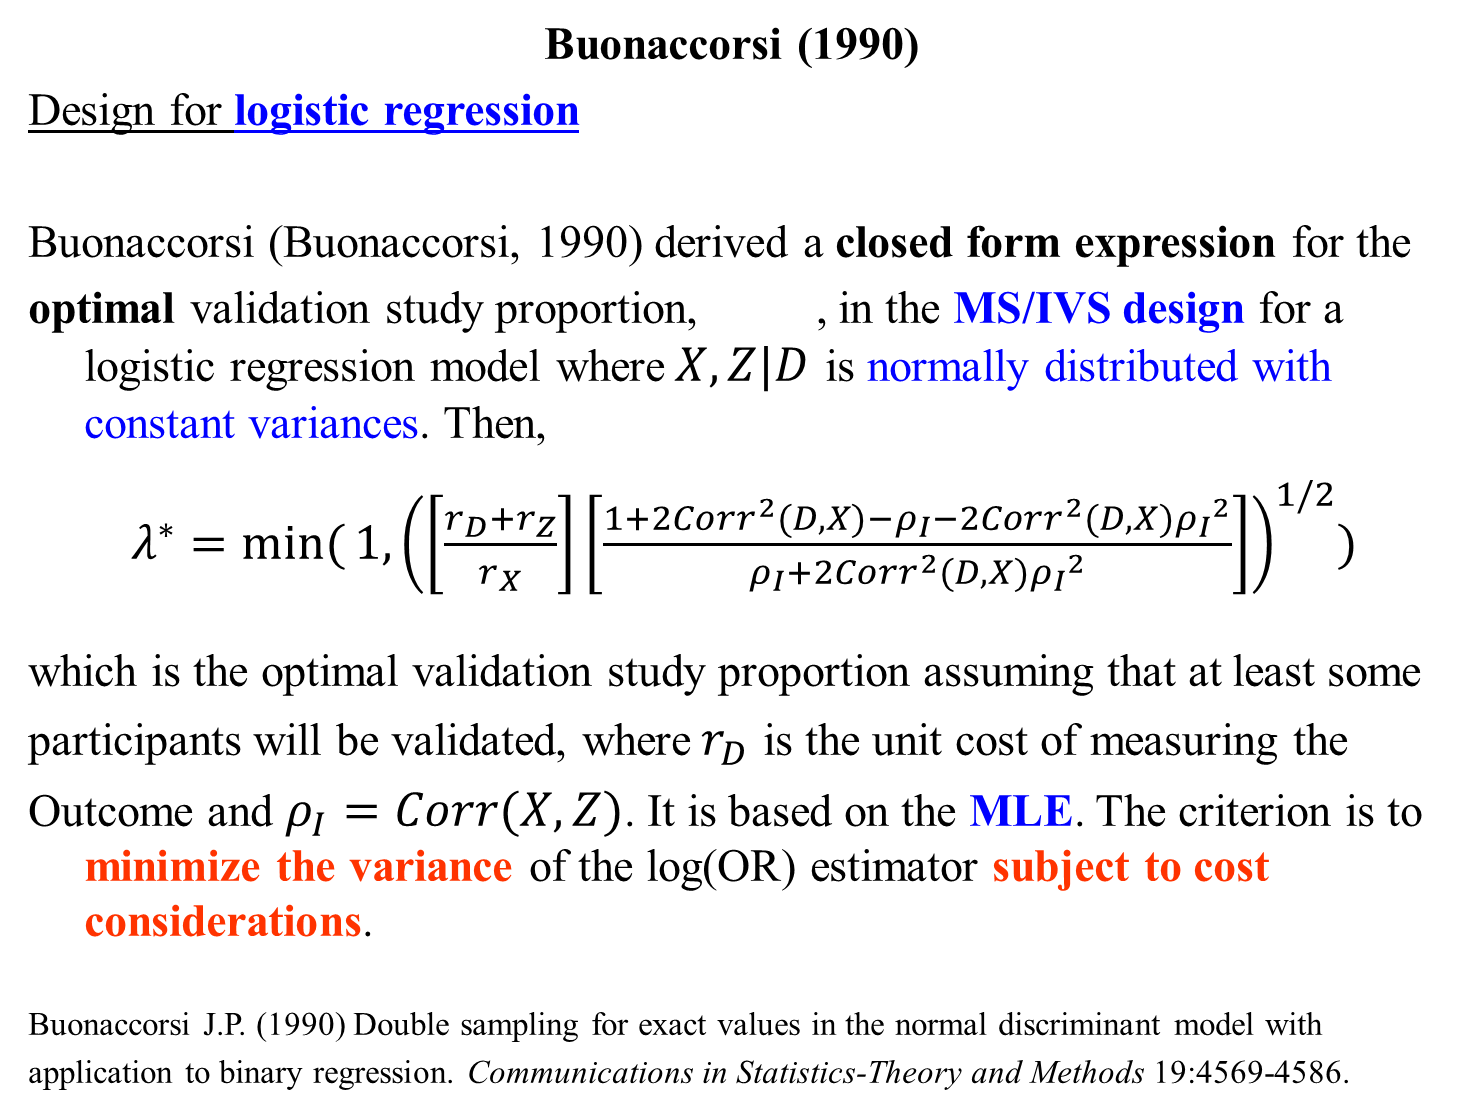 Buonaccorsi (1990)
Design for logistic regression
Buonaccorsi (Buonaccorsi, 1990) derived a closed form expression for the
optimal validation study proportion, , in the MS/IVS design for a
logistic regression model where X, Z|D is normally distributed with
constant variances. Then,
λ* = min( 1, ([r_D+r_Z / r_X] [1+2Corr²(D,X)−ρ_I−2Corr²(D,X)ρ_I² / ρ_I+2Corr²(D,X)ρ_I²])^1/2 )
which is the optimal validation study proportion assuming that at least some
participants will be validated, where r_D is the unit cost of measuring the
Outcome and ρ_I = Corr(X, Z). It is based on the MLE. The criterion is to
minimize the variance of the log(OR) estimator subject to cost
considerations.
Buonaccorsi J.P. (1990) Double sampling for exact values in the normal discriminant model with
application to binary regression. Communications in Statistics-Theory and Methods 19:4569-4586.